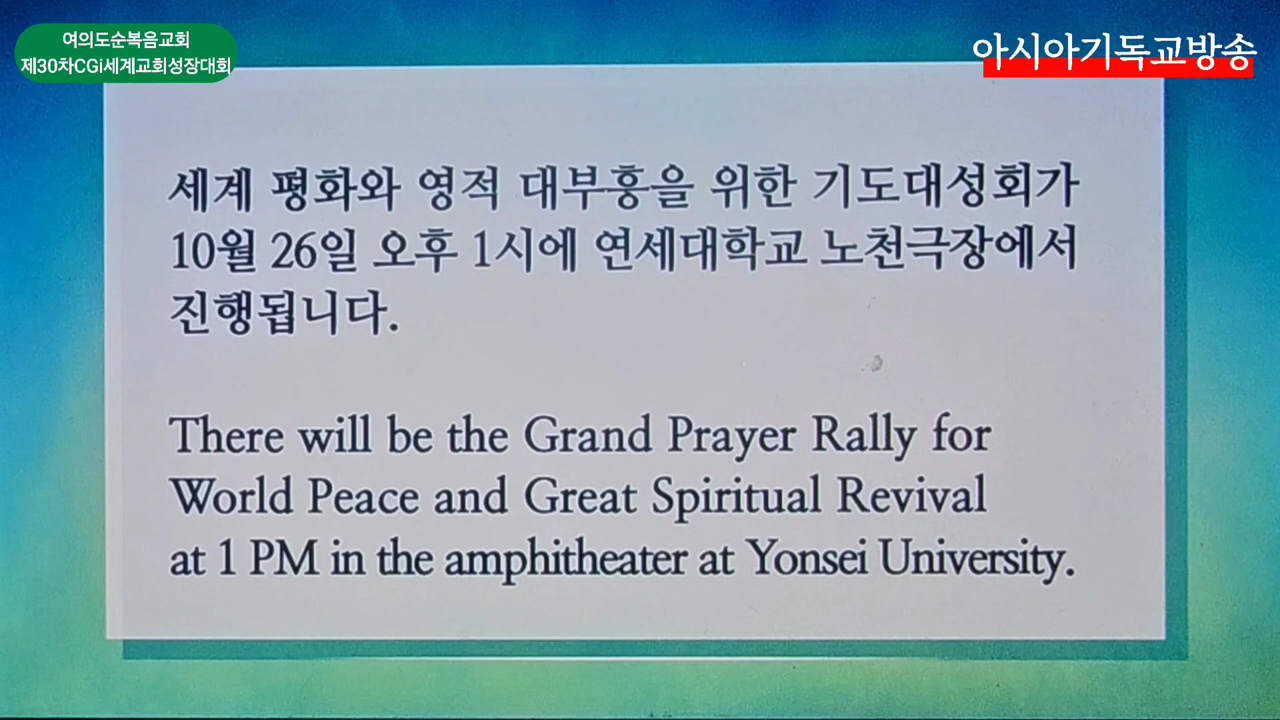 여의도순복음교회
제30차CGi세계교회성장대회
아시아기독교방송
세계 평화와 영적 대부흥을 위한 기도대성회가
10월 26일 오후 1시에 연세대학교 노천극장에서
진행됩니다.
There will be the Grand Prayer Rally for
World Peace and Great Spiritual Revival
at 1 PM in the amphitheater at Yonsei University.